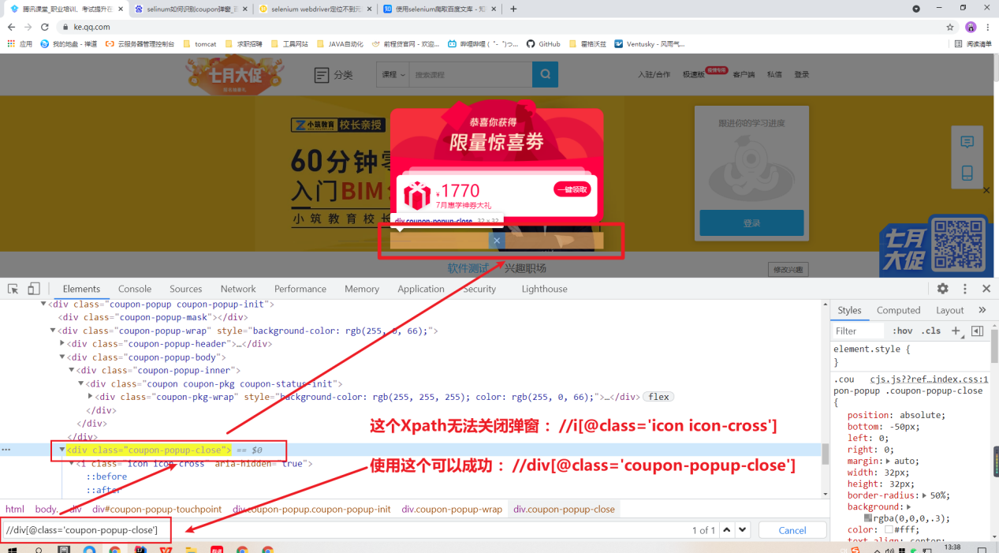 腾讯课堂_职业培训、考试提升在
selinum如何识别coupon弹窗_百
selenium webdriver定位不到元
使用selenium爬取百度文库 - 知
ke.qq.com
应用
我的地盘 - 禅道
云服务器管理控制台
tomcat
求职招聘
工具网站
JAVA自动化
前程贷官网 - 欢迎...
哔哩哔哩 (゜-゜)つ...
GitHub
霍格沃兹
Ventusky - 风雨气...
阅读清单
七月大促
分类
课程
搜索课程
入驻/合作
极速版
客户端
私信
登录
小筑教育 校长亲授
60分钟零
入门BIM
小筑教育校长
恭喜你获得
限量惊喜券
¥1770
7月惠学神券大礼
一键领取
div.coupon-popup-close 32 × 32
跟进你的学习进度
登录
七月
大促
软件测试
兴趣职场
修改兴趣
Elements
Console
Sources
Network
Performance
Memory
Application
Security
Lighthouse
<div class="coupon-popup coupon-popup-init">
<div class="coupon-popup-mask"></div>
<div class="coupon-popup-wrap" style="background-color: rgb(255, 0, 66);">
<div class="coupon-popup-header">…</div>
<div class="coupon-popup-body">
<div class="coupon-popup-inner">
<div class="coupon coupon-pkg coupon-status-init">
<div class="coupon-pkg-wrap" style="background-color: rgb(255, 255, 255); color: rgb(255, 0, 66);">…</div> flex
</div>
</div>
</div>
<div class="coupon-popup-close"> == $0
<i class="icon icon-cross" aria-hidden="true">
::before
::after
这个Xpath无法关闭弹窗 ：//i[@class='icon icon-cross']
使用这个可以成功 ：//div[@class='coupon-popup-close']
html body. div div#coupon-popup-touchpoint div.coupon-popup.coupon-popup-init div.coupon-popup-wrap div.coupon-popup-close
//div[@class='coupon-popup-close']
1 of 1
Cancel
Styles
Computed
Layout
Filter
:hov .cls
element.style {
}
.cou cjs.js??ref…index.css:1
pon-popup .coupon-popup-close
{
position: absolute;
bottom: -50px;
left: 0;
right: 0;
margin: auto;
width: 32px;
height: 32px;
border-radius: 50%;
background:
rgba(0,0,0,.3);
color: #fff;
text-align: center;
13:38